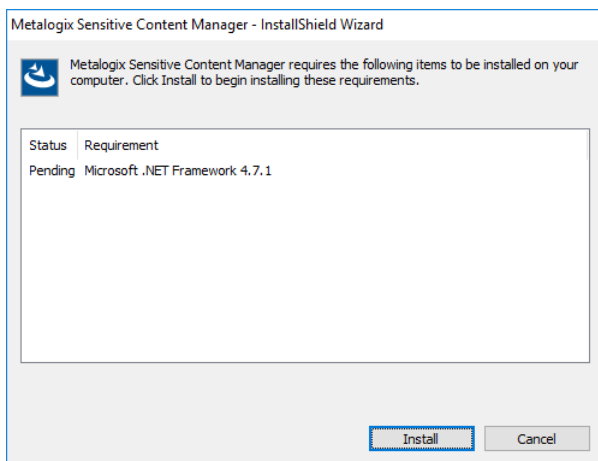 Metalogix Sensitive Content Manager - InstallShield Wizard
Metalogix Sensitive Content Manager requires the following items to be installed on your
computer. Click Install to begin installing these requirements.
Status Requirement
Pending Microsoft .NET Framework 4.7.1
Install Cancel